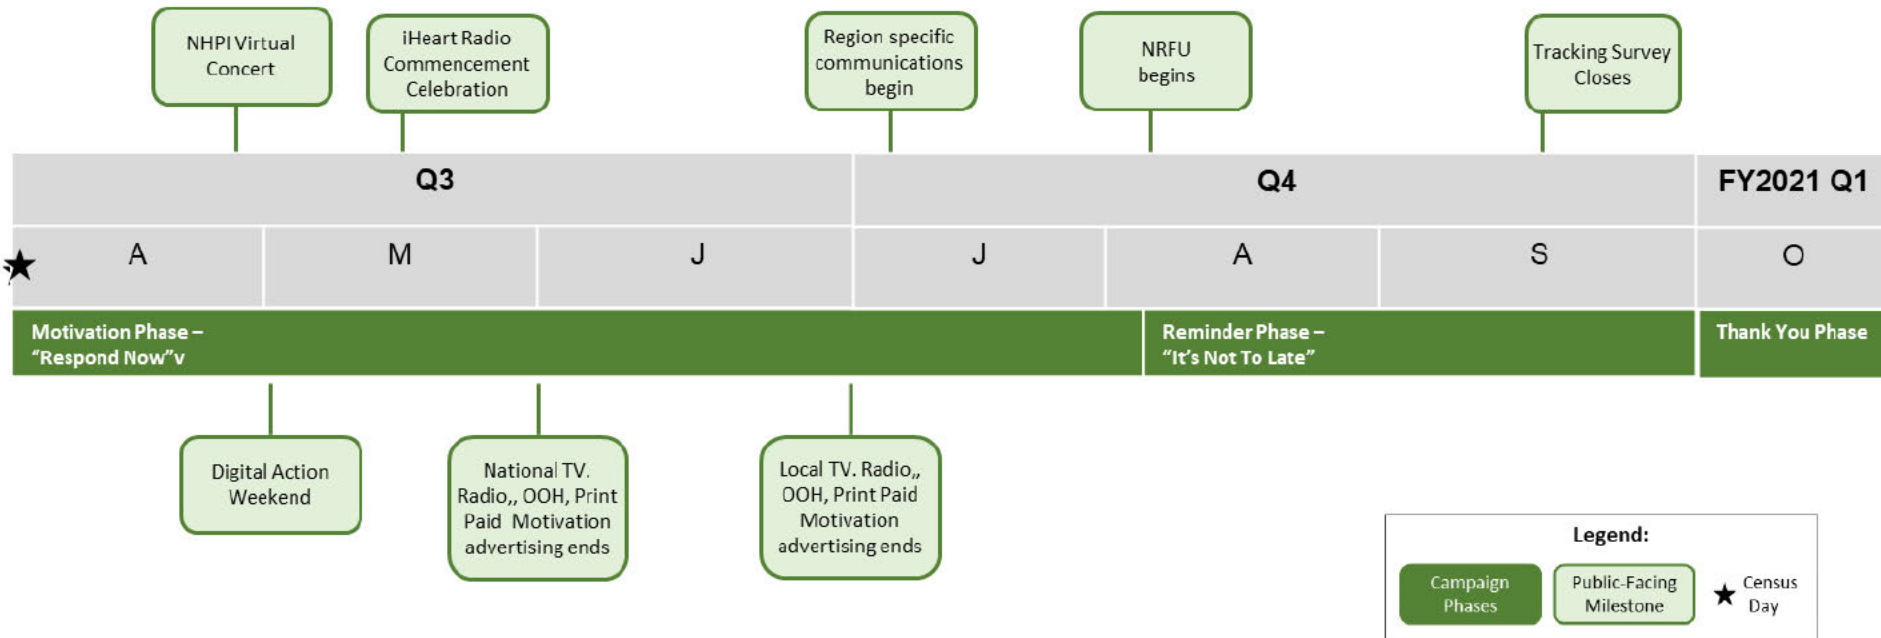 NHPI Virtual
Concert
iHeart Radio
Commencement
Celebration
Region specific
communications
begin
NRFU
begins
Tracking Survey
Closes
Q3
Q4
FY2021 Q1
A
M
J
J
A
S
O
Motivation Phase –
“Respond Now”v
Reminder Phase –
“It’s Not To Late”
Thank You Phase
Digital Action
Weekend
National TV.
Radio,, OOH, Print
Paid Motivation
advertising ends
Local TV. Radio,,
OOH, Print Paid
Motivation
advertising ends
Legend:
Campaign
Phases
Public-Facing
Milestone
Census
Day